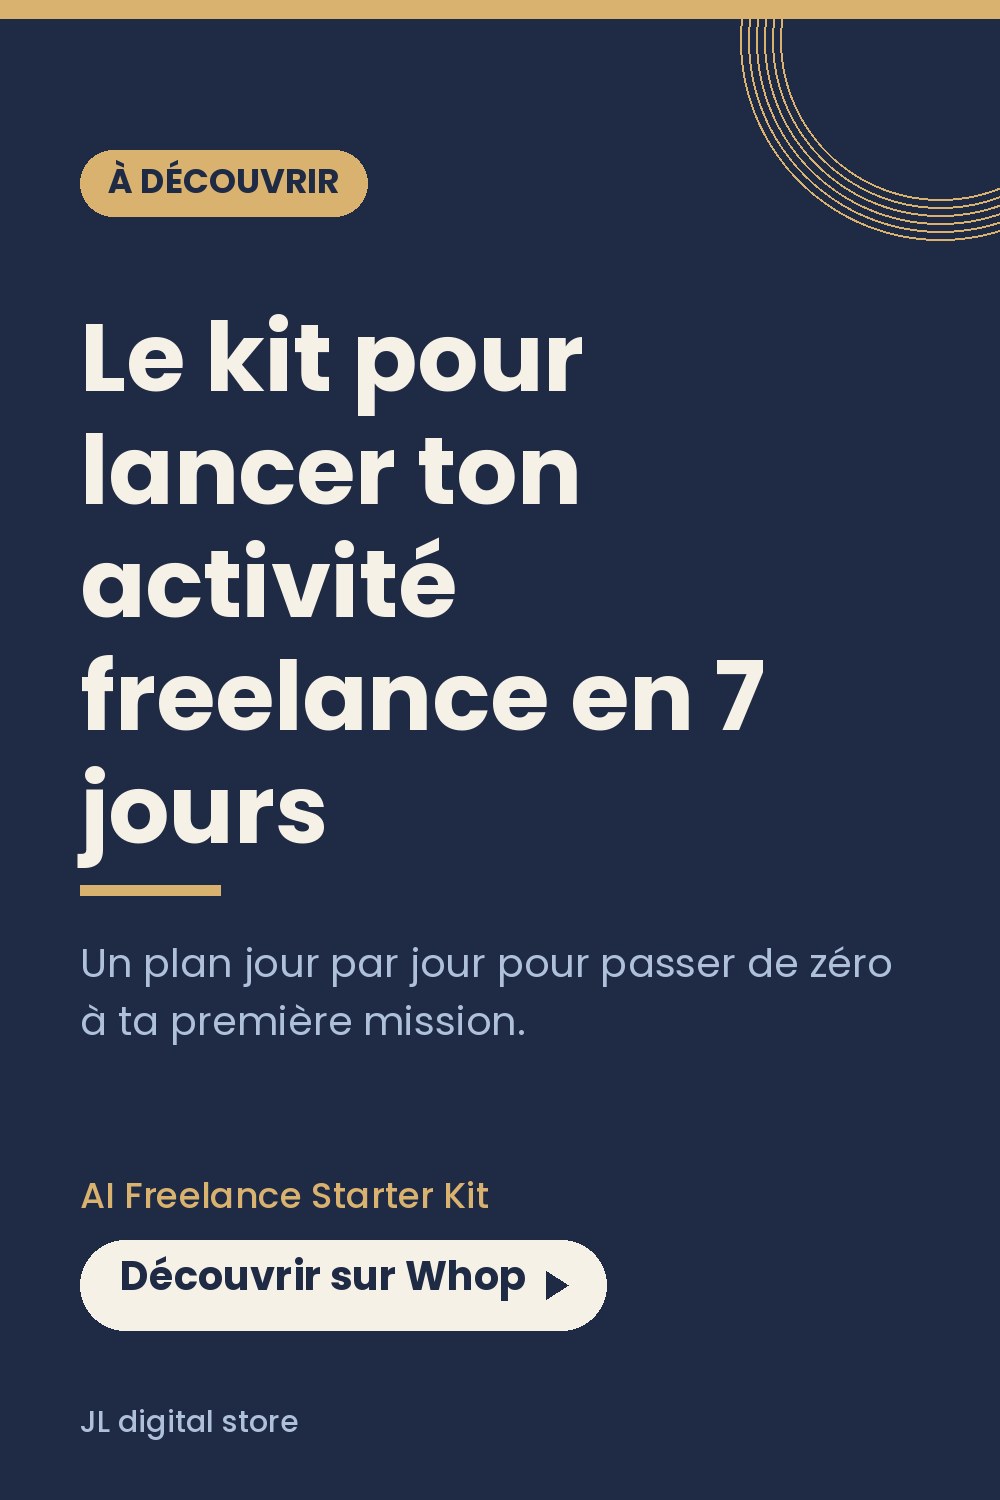 À DÉCOUVRIR
Le kit pour
lancer ton
activité
freelance en 7
jours
Un plan jour par jour pour passer de zéro
à ta première mission.
AI Freelance Starter Kit
Découvrir sur Whop
JL digital store